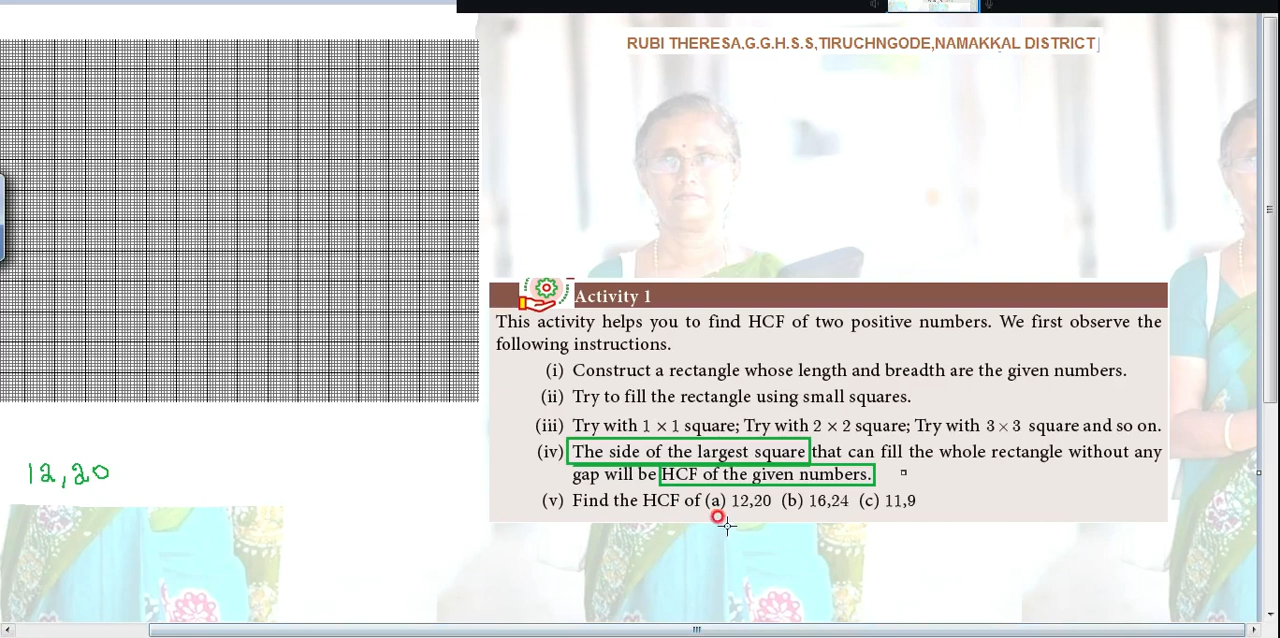 RUBI THERESA,G.G.H.S.S,TIRUCHNGODE,NAMAKKAL DISTRICT
Activity 1
This activity helps you to find HCF of two positive numbers. We first observe the
following instructions.
(i) Construct a rectangle whose length and breadth are the given numbers.
(ii) Try to fill the rectangle using small squares.
(iii) Try with 1 × 1 square; Try with 2 × 2 square; Try with 3 × 3 square and so on.
(iv) The side of the largest square that can fill the whole rectangle without any
gap will be HCF of the given numbers.
(v) Find the HCF of (a) 12,20 (b) 16,24 (c) 11,9
12,20